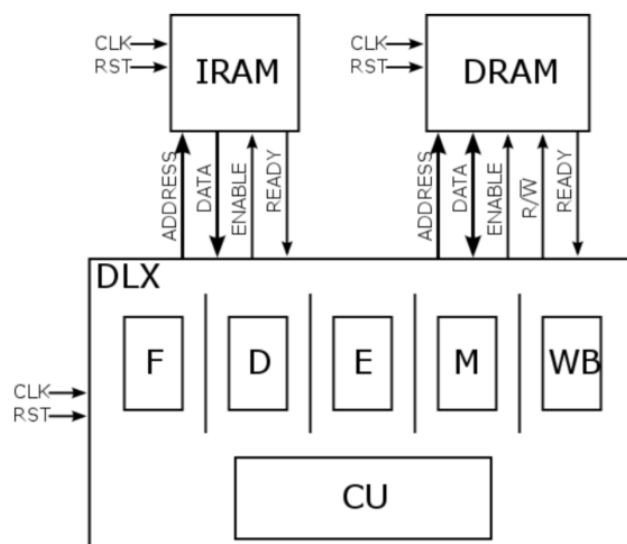 CLK
RST
IRAM
CLK
RST
DRAM
ADDRESS
DATA
ENABLE
READY
ADDRESS
DATA
ENABLE
R/W̅
READY
DLX
F
D
E
M
WB
CLK
RST
CU